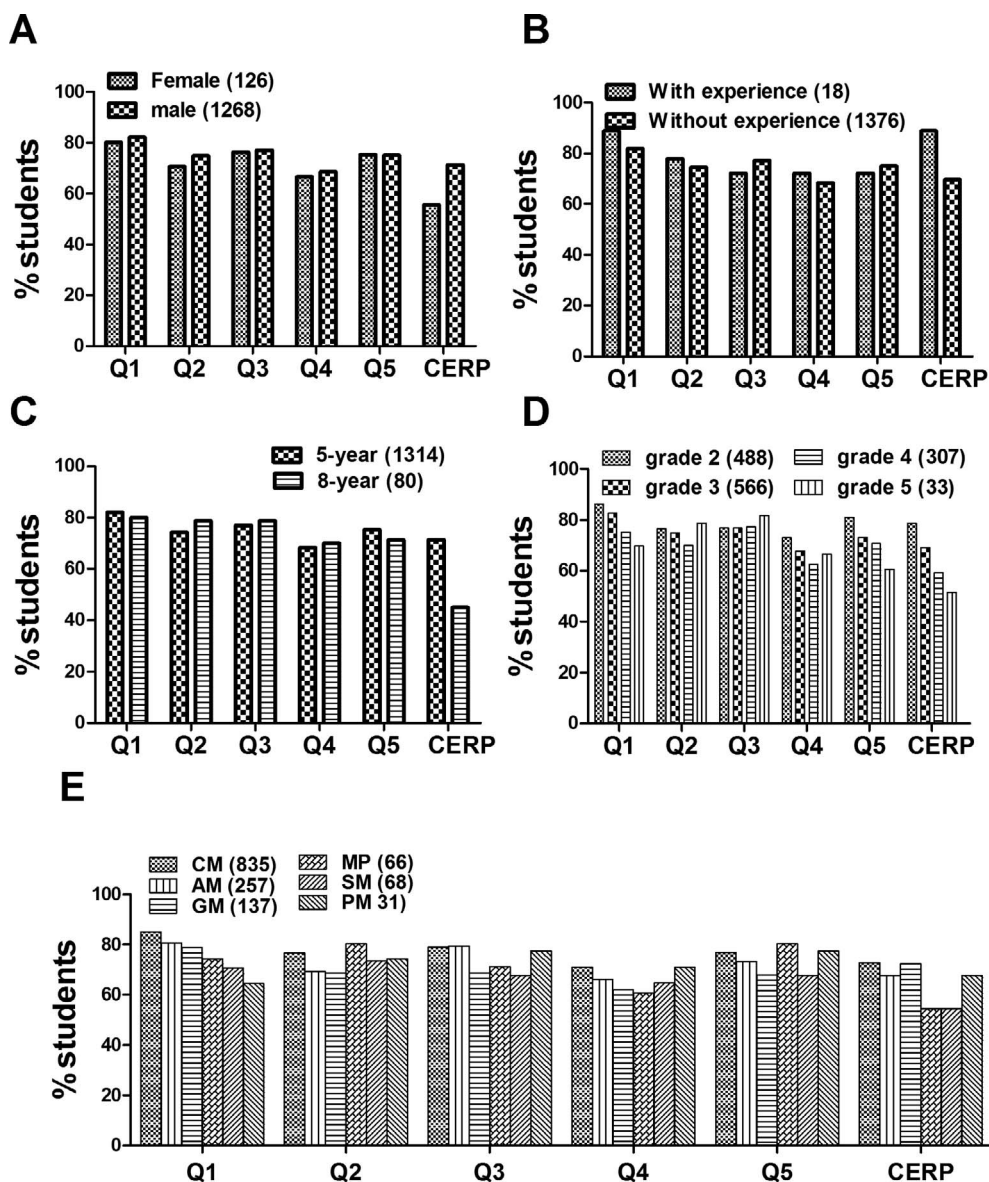 A
Female (126)
male (1268)
% students
100
80
60
40
20
0
Q1 Q2 Q3 Q4 Q5 CERP
B
With experience (18)
Without experience (1376)
% students
100
80
60
40
20
0
Q1 Q2 Q3 Q4 Q5 CERP
C
5-year (1314)
8-year (80)
% students
100
80
60
40
20
0
Q1 Q2 Q3 Q4 Q5 CERP
D
grade 2 (488) grade 4 (307)
grade 3 (566) grade 5 (33)
% students
100
80
60
40
20
0
Q1 Q2 Q3 Q4 Q5 CERP
E
CM (835) MP (66)
AM (257) SM (68)
GM (137) PM 31)
% students
100
80
60
40
20
0
Q1 Q2 Q3 Q4 Q5 CERP